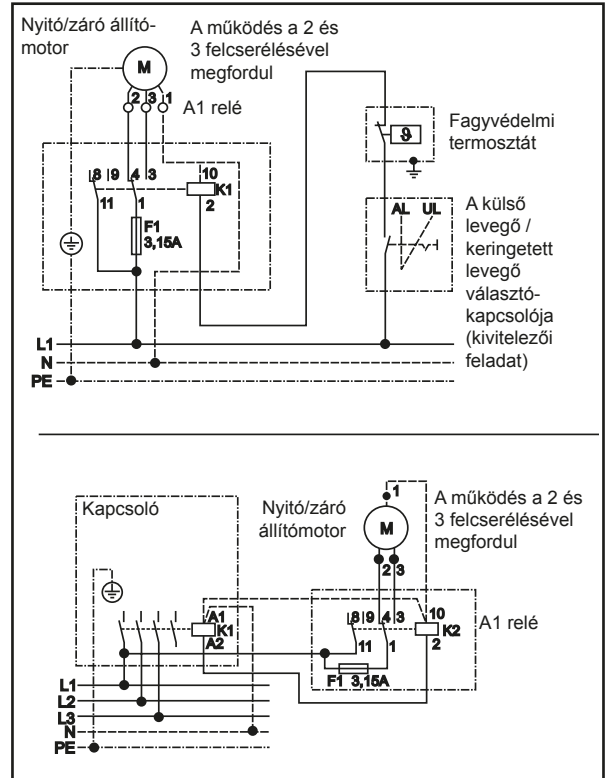 Nyitó/záró állító-
motor
A működés a 2 és
3 felcserélésével
megfordul
M
2 3 1
A1 relé
8 9 4 3
10
K1
11 1 2
F1
3,15A
Fagyvédelmi
termosztát
ϑ
AL UL
A külső
levegő /
keringetett
levegő
választó-
kapcsolója
(kivitelezői
feladat)
L1
N
PE
Kapcsoló
Nyitó/záró
állítómotor
1
M
2 3
A működés a 2 és
3 felcserélésével
megfordul
A1
K1
A2
8 9 4 3
10
K2
11 1 2
A1 relé
F1 3,15A
L1
L2
L3
N
PE